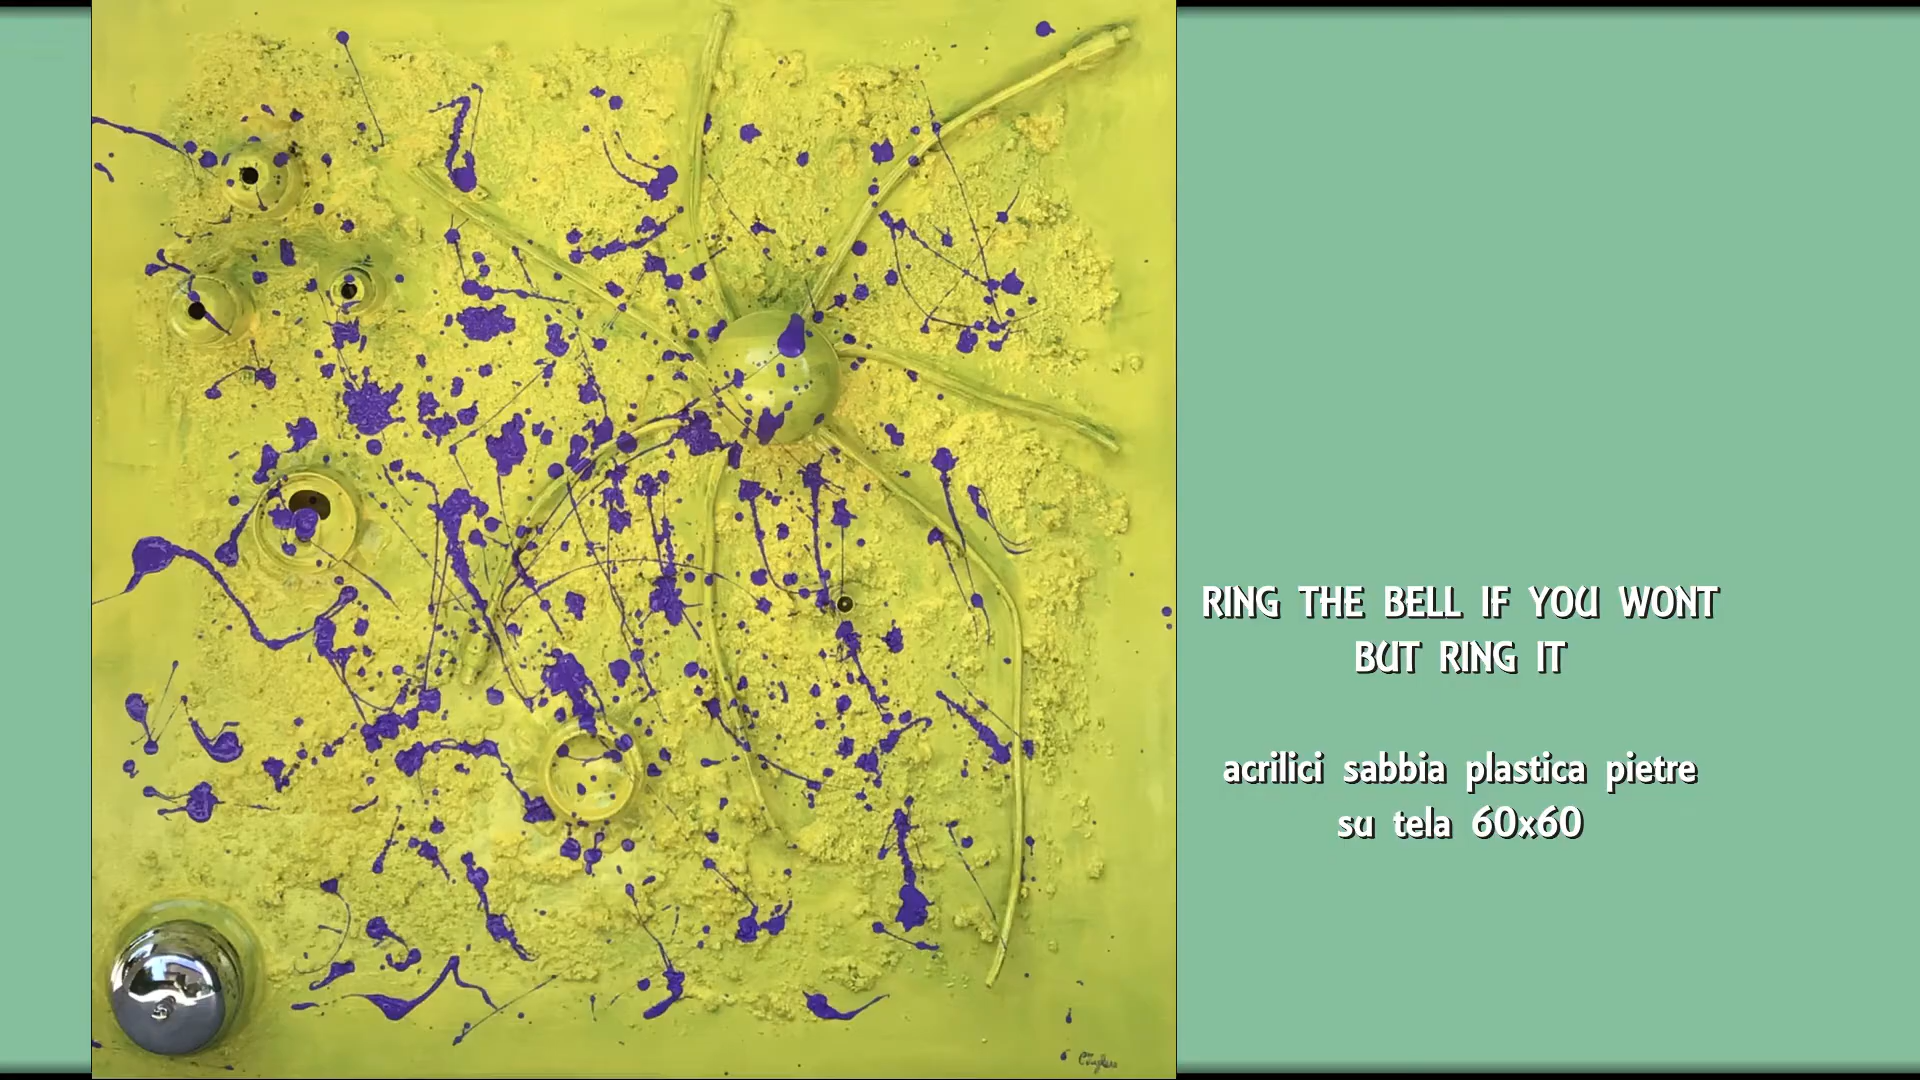 RING THE BELL IF YOU WONT
BUT RING IT
acrilici sabbia plastica pietre
su tela 60x60